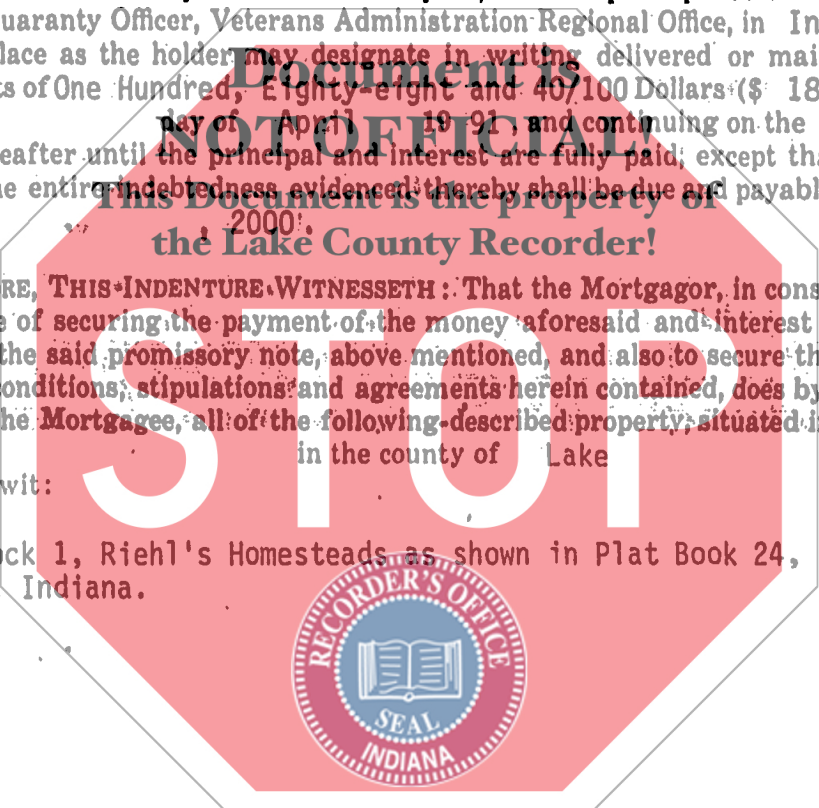 uaranty Officer, Veterans Administration Regional Office, in In
lace as the holder may designate in writing delivered or mai
Document is
ts of One Hundred, Eighty-eight and 40/100 Dollars ($ 18
day of April 19 91, and continuing on the
NOT OFFICIAL!
eafter until the principal and interest are fully paid, except tha
ne entire indebtedness evidenced thereby shall be due and payabl
This Document is the property of
, 2000.
the Lake County Recorder!
RE, THIS INDENTURE WITNESSETH: That the Mortgagor, in cons
e of securing the payment of the money aforesaid and interest
the said promissory note, above mentioned, and also to secure th
onditions, stipulations and agreements herein contained, does by
he Mortgagee, all of the following-described property, situated i
STOP
in the county of Lake
wit:
ock 1, Riehl's Homesteads as shown in Plat Book 24,
Indiana.
RECORDER'S OFFICE
SEAL
INDIANA